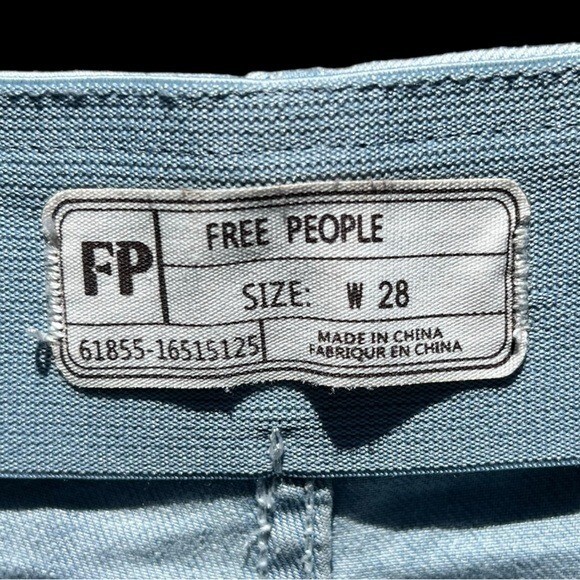 FP
FREE PEOPLE
SIZE: W 28
61855-16515125
MADE IN CHINA
FABRIQUR EN CHINA